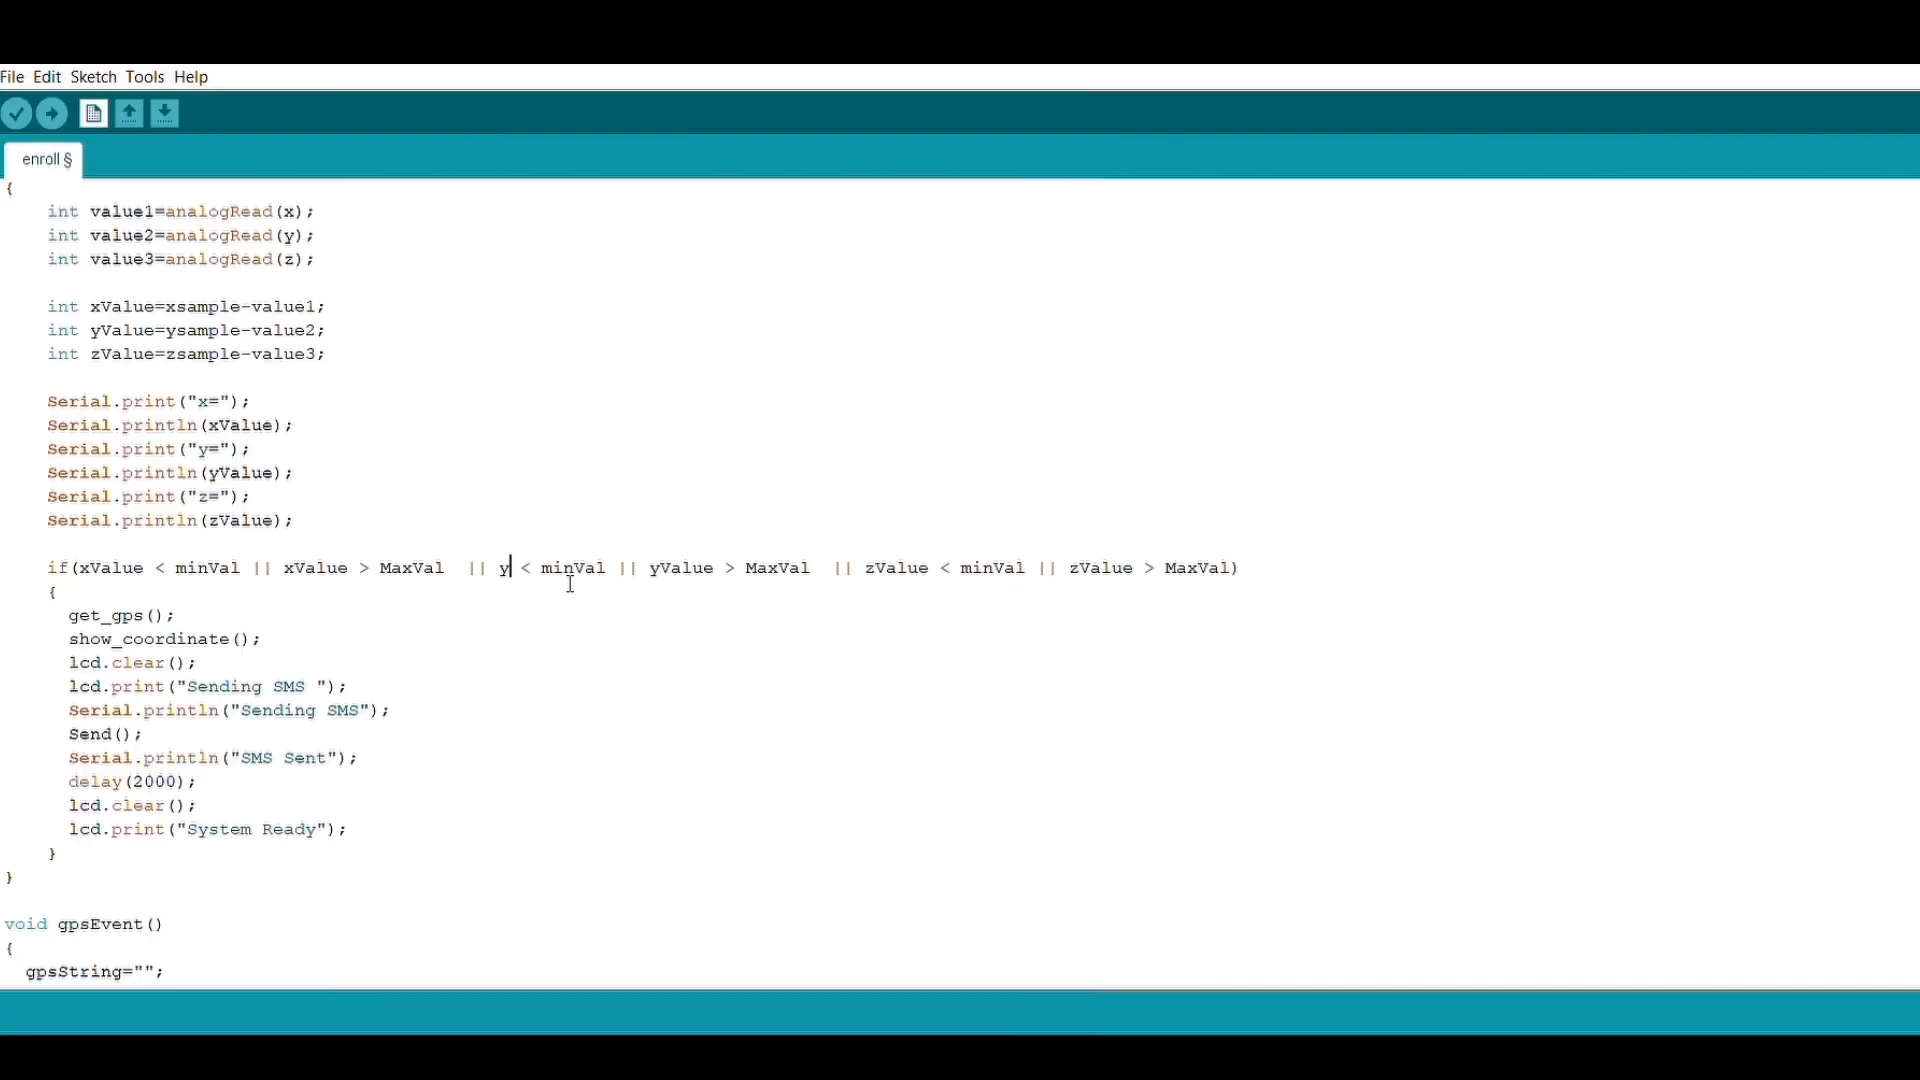 File Edit Sketch Tools Help
enroll §
{
int value1=analogRead(x);
int value2=analogRead(y);
int value3=analogRead(z);
int xValue=xsample-value1;
int yValue=ysample-value2;
int zValue=zsample-value3;
Serial.print("x=");
Serial.println(xValue);
Serial.print("y=");
Serial.println(yValue);
Serial.print("z=");
Serial.println(zValue);
if(xValue < minVal || xValue > MaxVal  || y < minVal || yValue > MaxVal  || zValue < minVal || zValue > MaxVal)
{
get_gps();
show_coordinate();
lcd.clear();
lcd.print("Sending SMS ");
Serial.println("Sending SMS");
Send();
Serial.println("SMS Sent");
delay(2000);
lcd.clear();
lcd.print("System Ready");
}
}
void gpsEvent()
{
gpsString="";